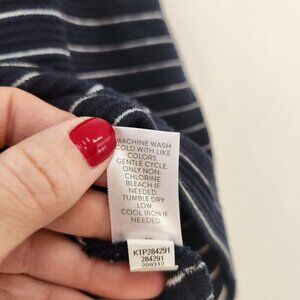 MACHINE WASH
COLD WITH LIKE
COLORS.
GENTLE CYCLE.
ONLY NON-
CHLORINE
BLEACH IF
NEEDED.
TUMBLE DRY
LOW.
COOL IRON IF
NEEDED.
KTP284291
284291
209312